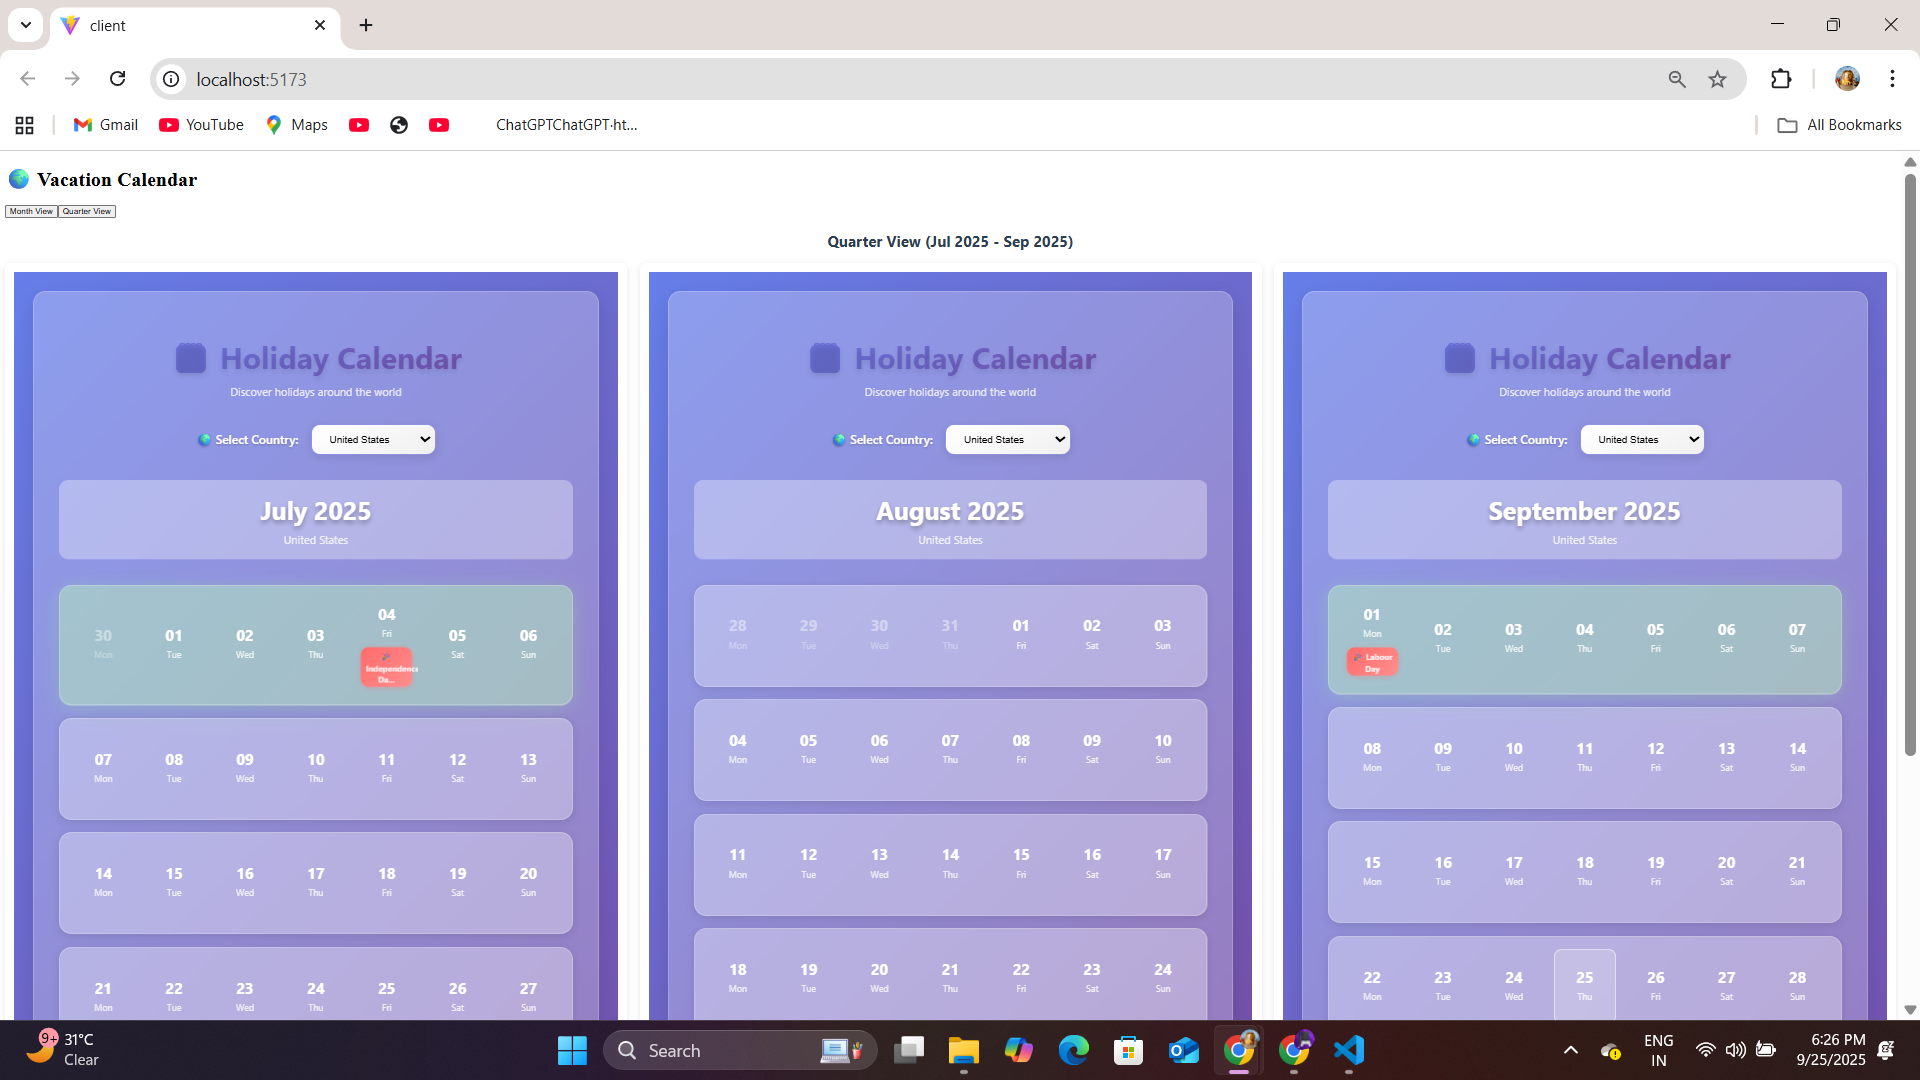 client
localhost:5173
Gmail
YouTube
Maps
ChatGPTChatGPT·ht...
All Bookmarks
Vacation Calendar
Month View
Quarter View
Quarter View (Jul 2025 - Sep 2025)
Holiday Calendar
Discover holidays around the world
Select Country:
United States
July 2025
United States
30 01 02 03 04 05 06
Mon Tue Wed Thu Fri Sat Sun
Independence
Da...
07 08 09 10 11 12 13
Mon Tue Wed Thu Fri Sat Sun
14 15 16 17 18 19 20
Mon Tue Wed Thu Fri Sat Sun
21 22 23 24 25 26 27
Mon Tue Wed Thu Fri Sat Sun
Holiday Calendar
Discover holidays around the world
Select Country:
United States
August 2025
United States
28 29 30 31 01 02 03
Mon Tue Wed Thu Fri Sat Sun
04 05 06 07 08 09 10
Mon Tue Wed Thu Fri Sat Sun
11 12 13 14 15 16 17
Mon Tue Wed Thu Fri Sat Sun
18 19 20 21 22 23 24
Mon Tue Wed Thu Fri Sat Sun
Holiday Calendar
Discover holidays around the world
Select Country:
United States
September 2025
United States
01 02 03 04 05 06 07
Mon Tue Wed Thu Fri Sat Sun
Labour
Day
08 09 10 11 12 13 14
Mon Tue Wed Thu Fri Sat Sun
15 16 17 18 19 20 21
Mon Tue Wed Thu Fri Sat Sun
22 23 24 25 26 27 28
Mon Tue Wed Thu Fri Sat Sun
9+
31°C
Clear
Search
ENG
IN
6:26 PM
9/25/2025